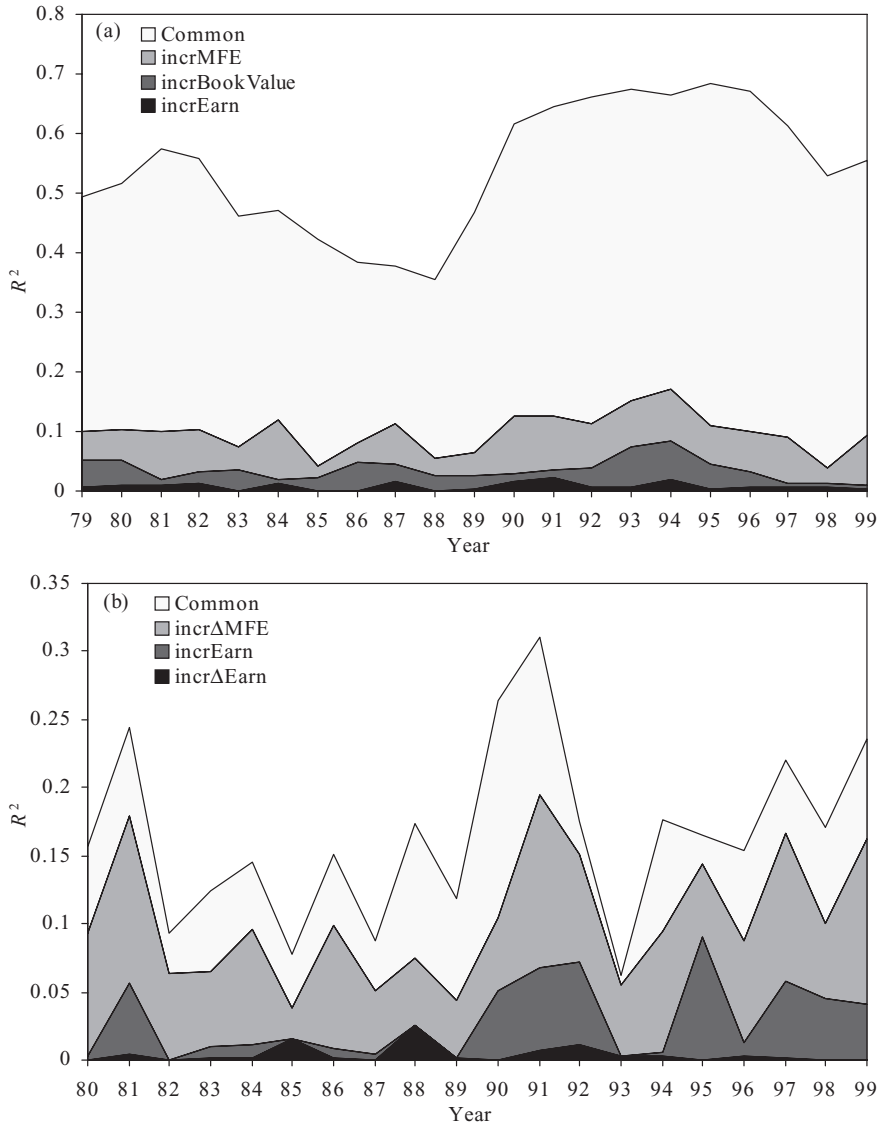 (a)
Common
incrMFE
incrBookValue
incrEarn
0.8
0.7
0.6
0.5
0.4
0.3
0.2
0.1
0
R²
79 80 81 82 83 84 85 86 87 88 89 90 91 92 93 94 95 96 97 98 99
Year
(b)
Common
incrΔMFE
incrEarn
incrΔEarn
0.35
0.3
0.25
0.2
0.15
0.1
0.05
0
R²
80 81 82 83 84 85 86 87 88 89 90 91 92 93 94 95 96 97 98 99
Year